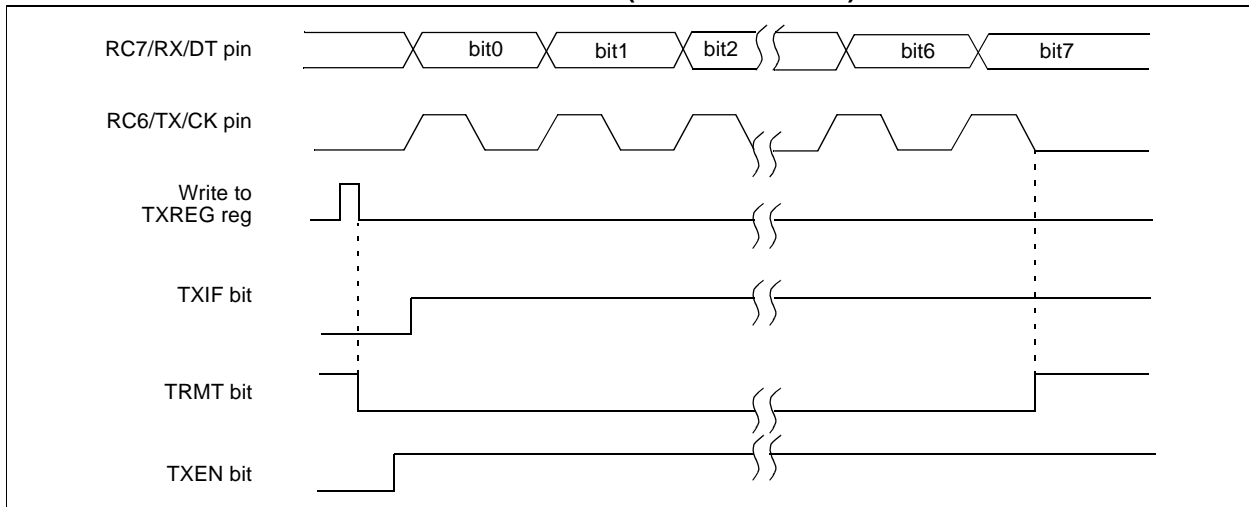 RC7/RX/DT pin
bit0
bit1
bit2
bit6
bit7
RC6/TX/CK pin
Write to
TXREG reg
TXIF bit
TRMT bit
TXEN bit